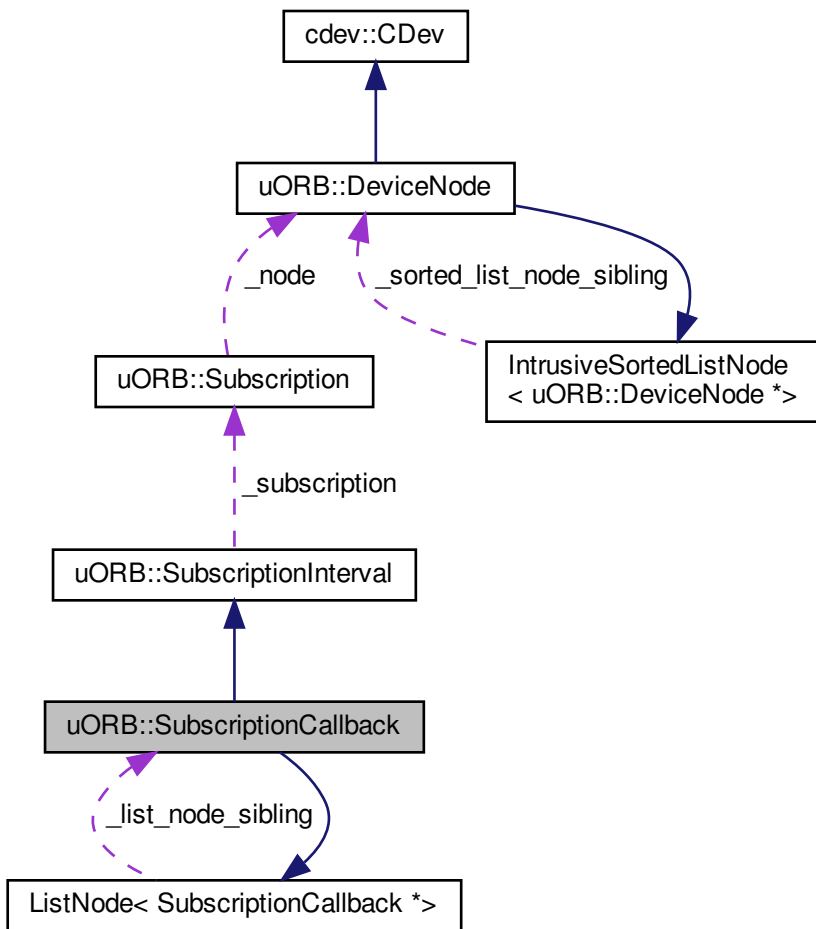 cdev::CDev
uORB::DeviceNode
_node
_sorted_list_node_sibling
uORB::Subscription
IntrusiveSortedListNode
< uORB::DeviceNode *>
_subscription
uORB::SubscriptionInterval
uORB::SubscriptionCallback
_list_node_sibling
ListNode< SubscriptionCallback *>